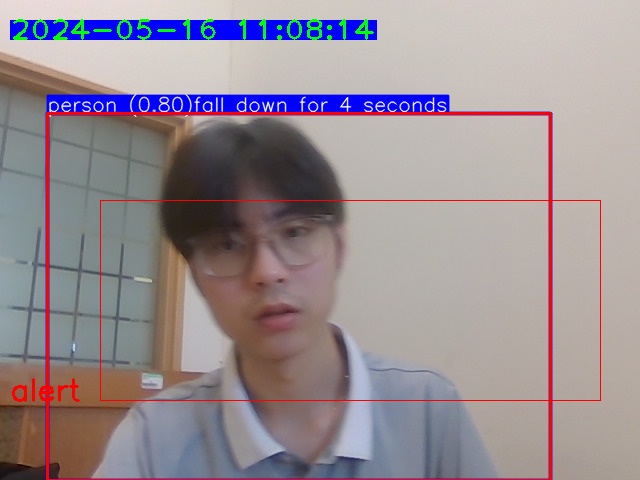 2024-05-16 11:08:14
person (0.80)fall down for 4 seconds
alert